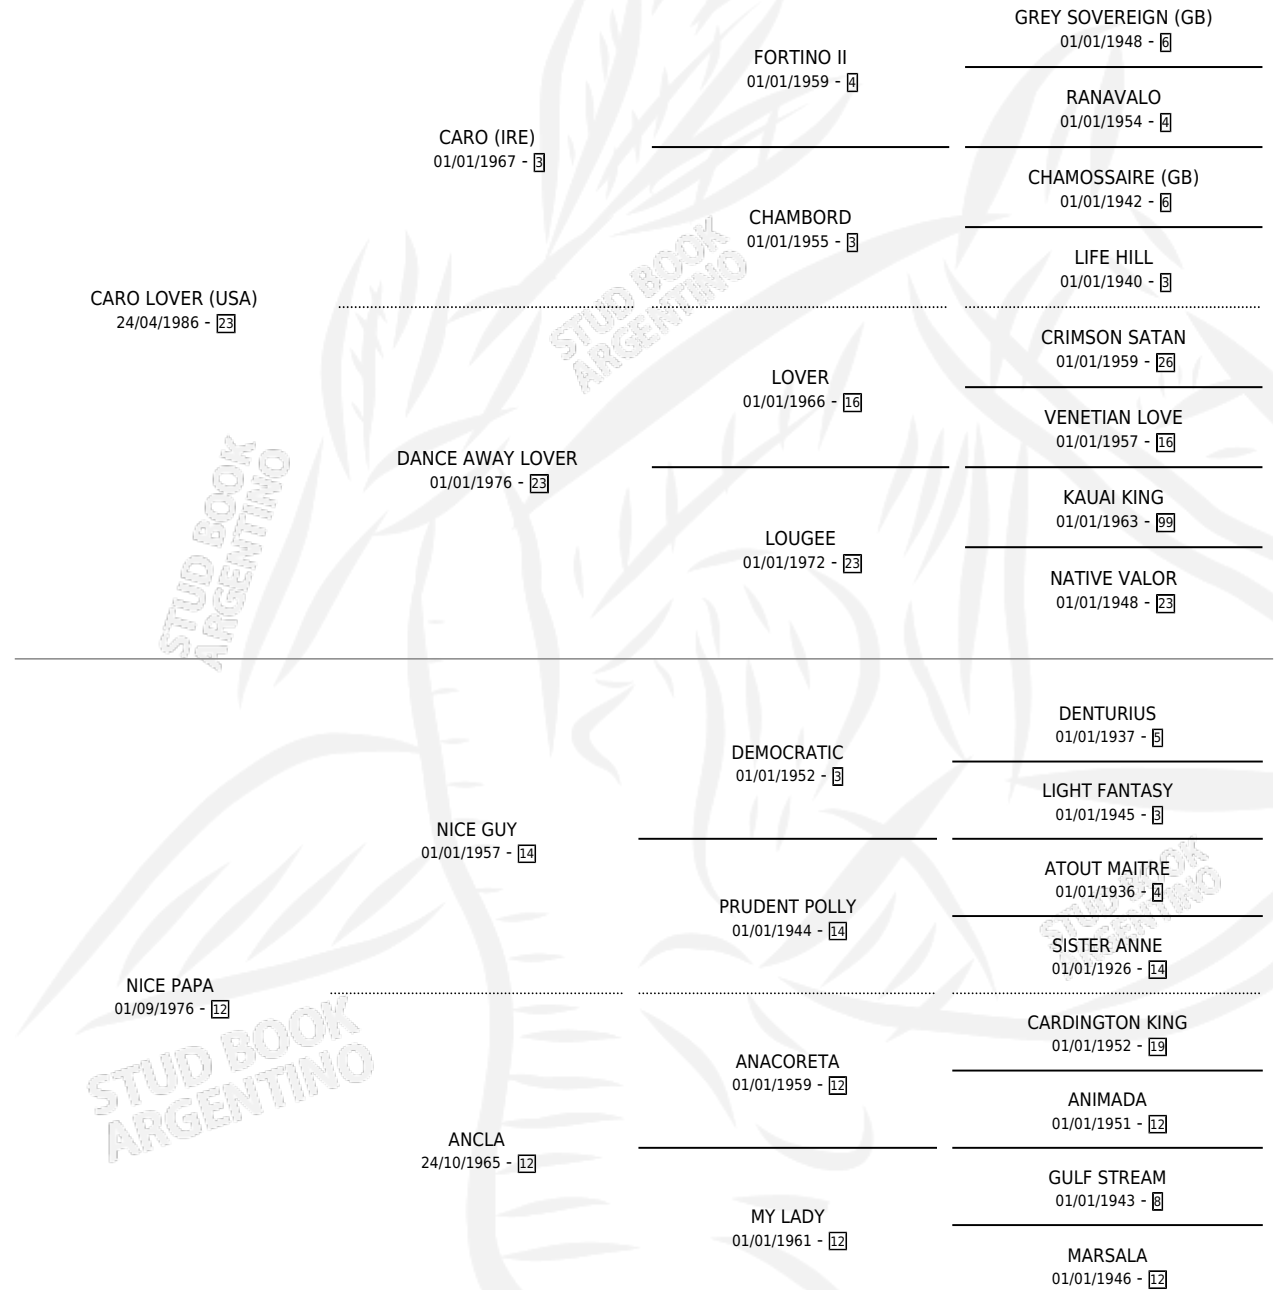 GREY SOVEREIGN (GB)
01/01/1948 - 6
FORTINO II
01/01/1959 - 4
RANAVALO
01/01/1954 - 4
CARO (IRE)
01/01/1967 - 3
CHAMOSSAIRE (GB)
01/01/1942 - 6
CHAMBORD
01/01/1955 - 3
LIFE HILL
01/01/1940 - 3
CARO LOVER (USA)
24/04/1986 - 23
CRIMSON SATAN
01/01/1959 - 26
LOVER
01/01/1966 - 16
VENETIAN LOVE
01/01/1957 - 16
DANCE AWAY LOVER
01/01/1976 - 23
KAUAI KING
01/01/1963 - 99
LOUGEE
01/01/1972 - 23
NATIVE VALOR
01/01/1948 - 23
DENTURIUS
01/01/1937 - 5
DEMOCRATIC
01/01/1952 - 3
LIGHT FANTASY
01/01/1945 - 3
NICE GUY
01/01/1957 - 14
ATOUT MAITRE
01/01/1936 - 4
PRUDENT POLLY
01/01/1944 - 14
SISTER ANNE
01/01/1926 - 14
NICE PAPA
01/09/1976 - 12
CARDINGTON KING
01/01/1952 - 19
ANACORETA
01/01/1959 - 12
ANIMADA
01/01/1951 - 12
ANCLA
24/10/1965 - 12
GULF STREAM
01/01/1943 - 8
MY LADY
01/01/1961 - 12
MARSALA
01/01/1946 - 12
STUD BOOK
ARGENTINO
STUD BOOK
ARGENTINO
STUD BOOK
ARGENTINO
STUD BOOK
ARGENTINO